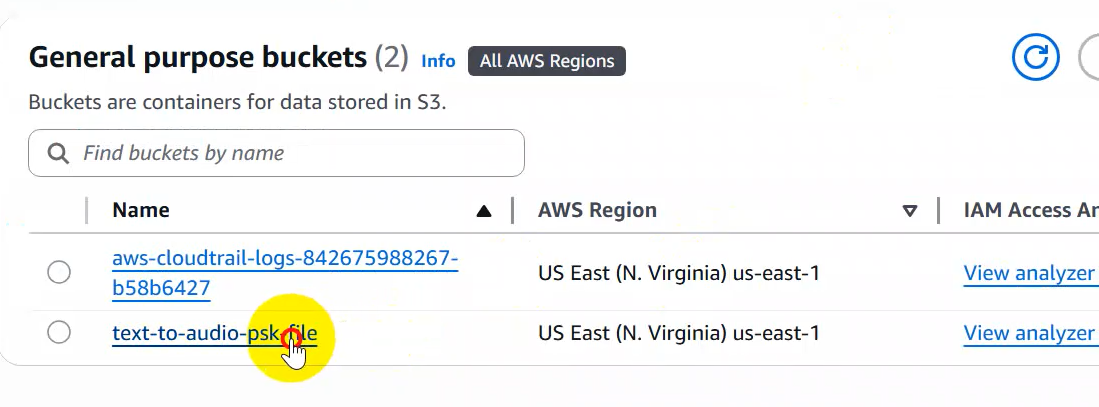 General purpose buckets (2) Info All AWS Regions
Buckets are containers for data stored in S3.
Find buckets by name
Name AWS Region IAM Access An
aws-cloudtrail-logs-842675988267-
b58b6427 US East (N. Virginia) us-east-1 View analyzer
text-to-audio-psk-file US East (N. Virginia) us-east-1 View analyzer